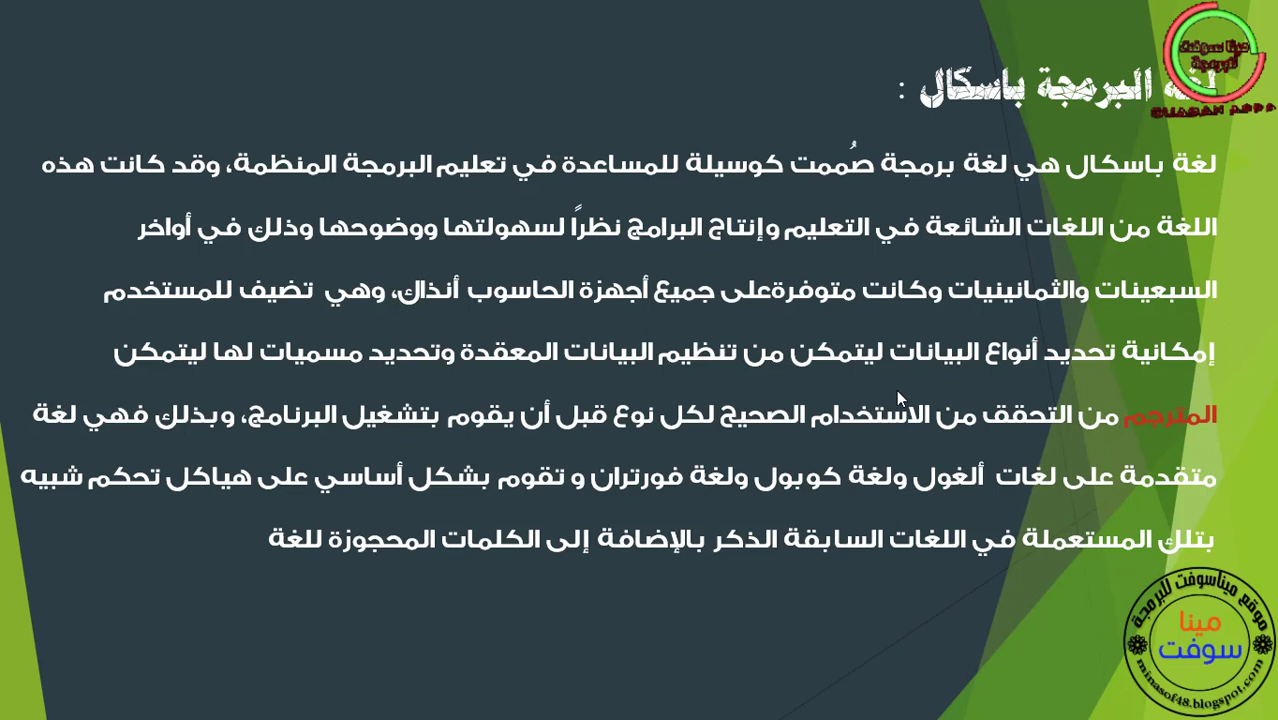 لغة البرمجة باسكال :
لغة باسكال هي لغة برمجة صُممت كوسيلة للمساعدة في تعليم البرمجة المنظمة، وقد كانت هذه
اللغة من اللغات الشائعة في التعليم وإنتاج البرامج نظراً لسهولتها ووضوحها وذلك في أواخر
السبعينات والثمانينيات وكانت متوفرةعلى جميع أجهزة الحاسوب أنذاك، وهي تضيف للمستخدم
إمكانية تحديد أنواع البيانات ليتمكن من تنظيم البيانات المعقدة وتحديد مسميات لها ليتمكن
المترجم من التحقق من الاستخدام الصحيح لكل نوع قبل أن يقوم بتشغيل البرنامج، وبذلك فهي لغة
متقدمة على لغات ألغول ولغة كوبول ولغة فورتران و تقوم بشكل أساسي على هياكل تحكم شبيه
بتلك المستعملة في اللغات السابقة الذكر بالإضافة إلى الكلمات المحجوزة للغة
مينا سوفت
للبرمجة
موقع ميناسوفت للبرمجة
مينا
سوفت
minasof48.blogspot.com